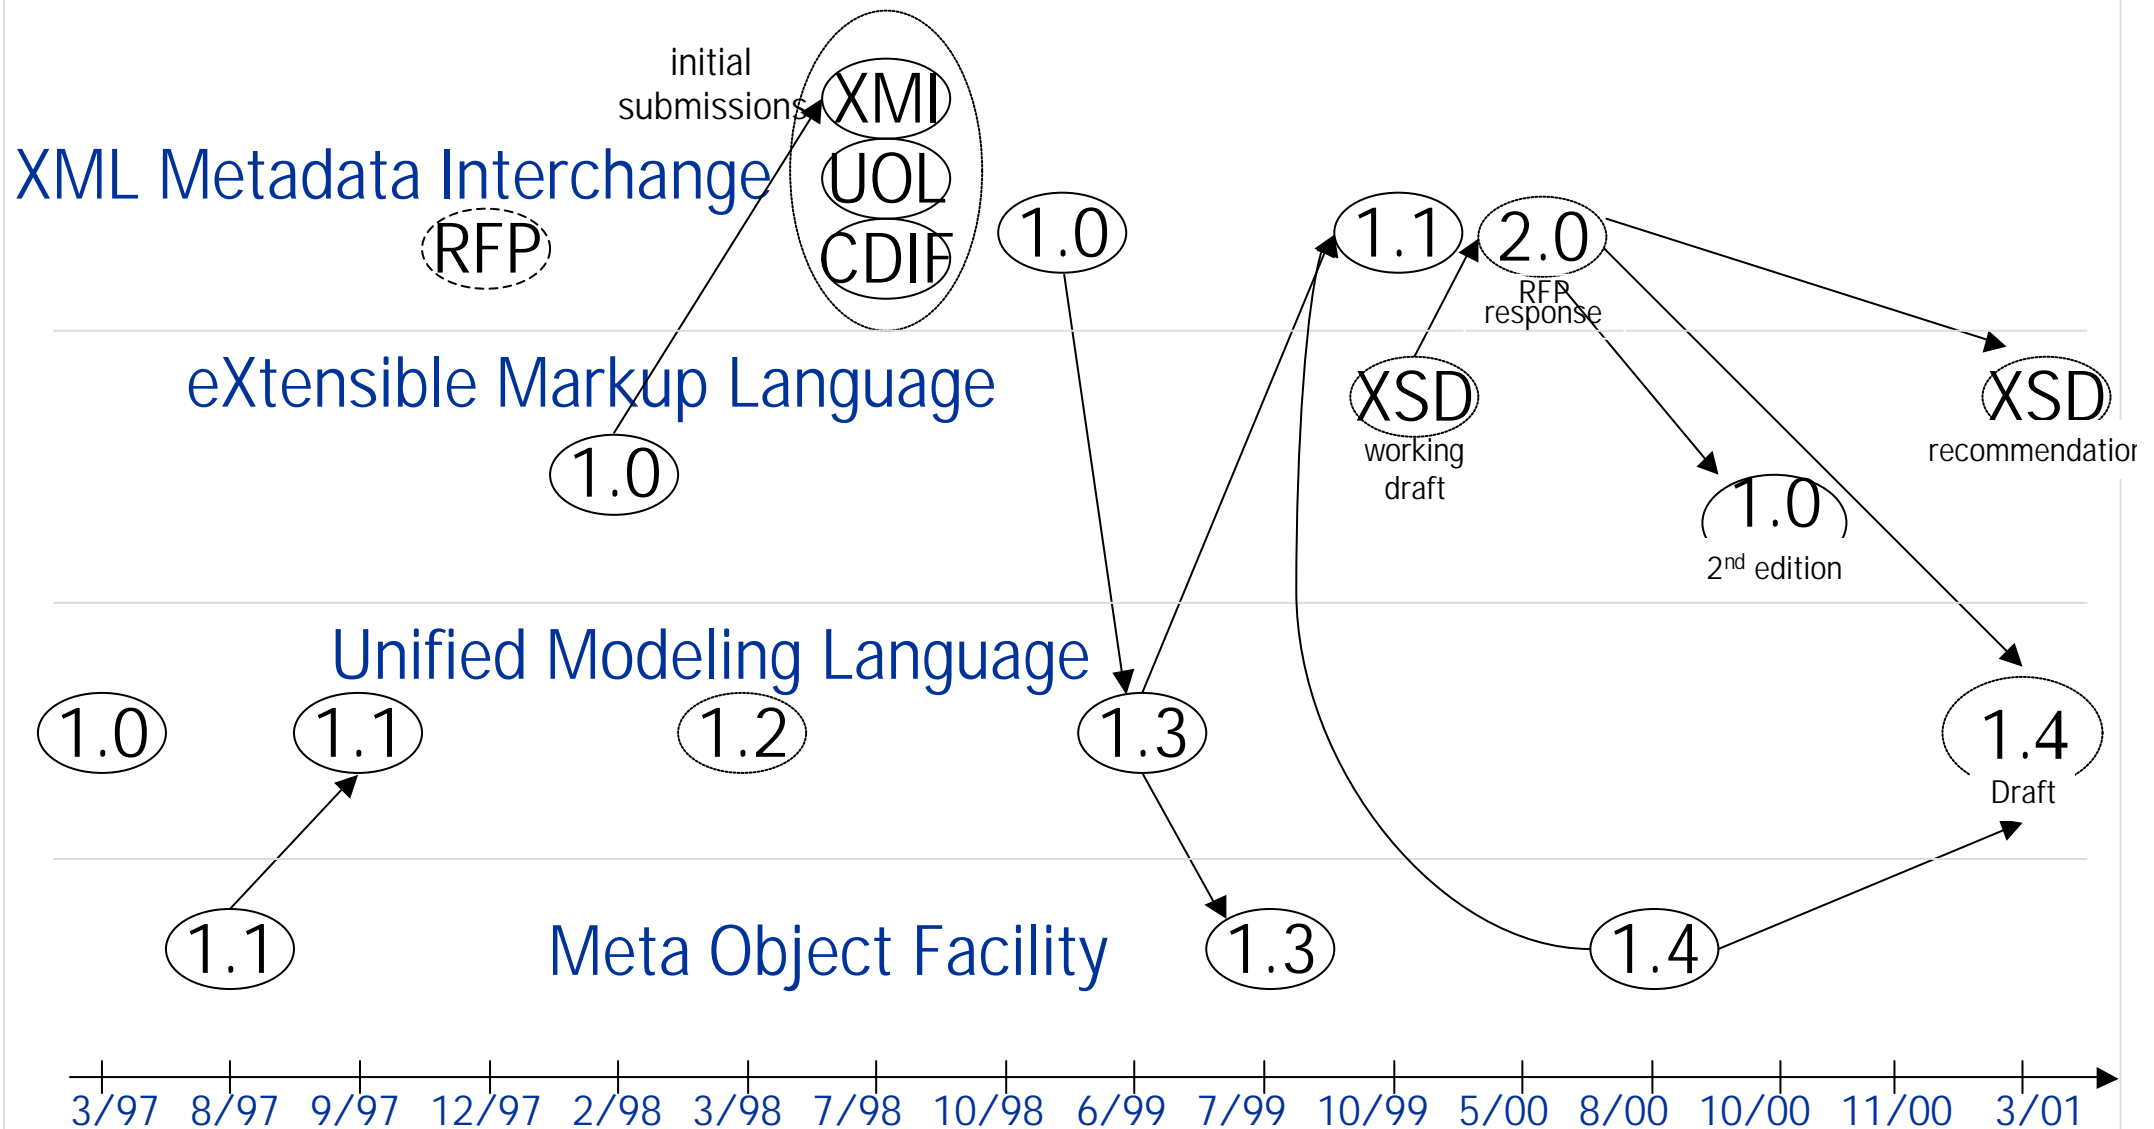 initial
submissions
XMI
XML Metadata Interchange
UOL
RFP
CDIF
1.0
1.1
2.0
RFP
response
eXtensible Markup Language
XSD
XSD
1.0
working
draft
recommendation
1.0
2nd edition
Unified Modeling Language
1.0
1.1
1.2
1.3
1.4
Draft
1.1
Meta Object Facility
1.3
1.4
3/97 8/97 9/97 12/97 2/98 3/98 7/98 10/98 6/99 7/99 10/99 5/00 8/00 10/00 11/00 3/01